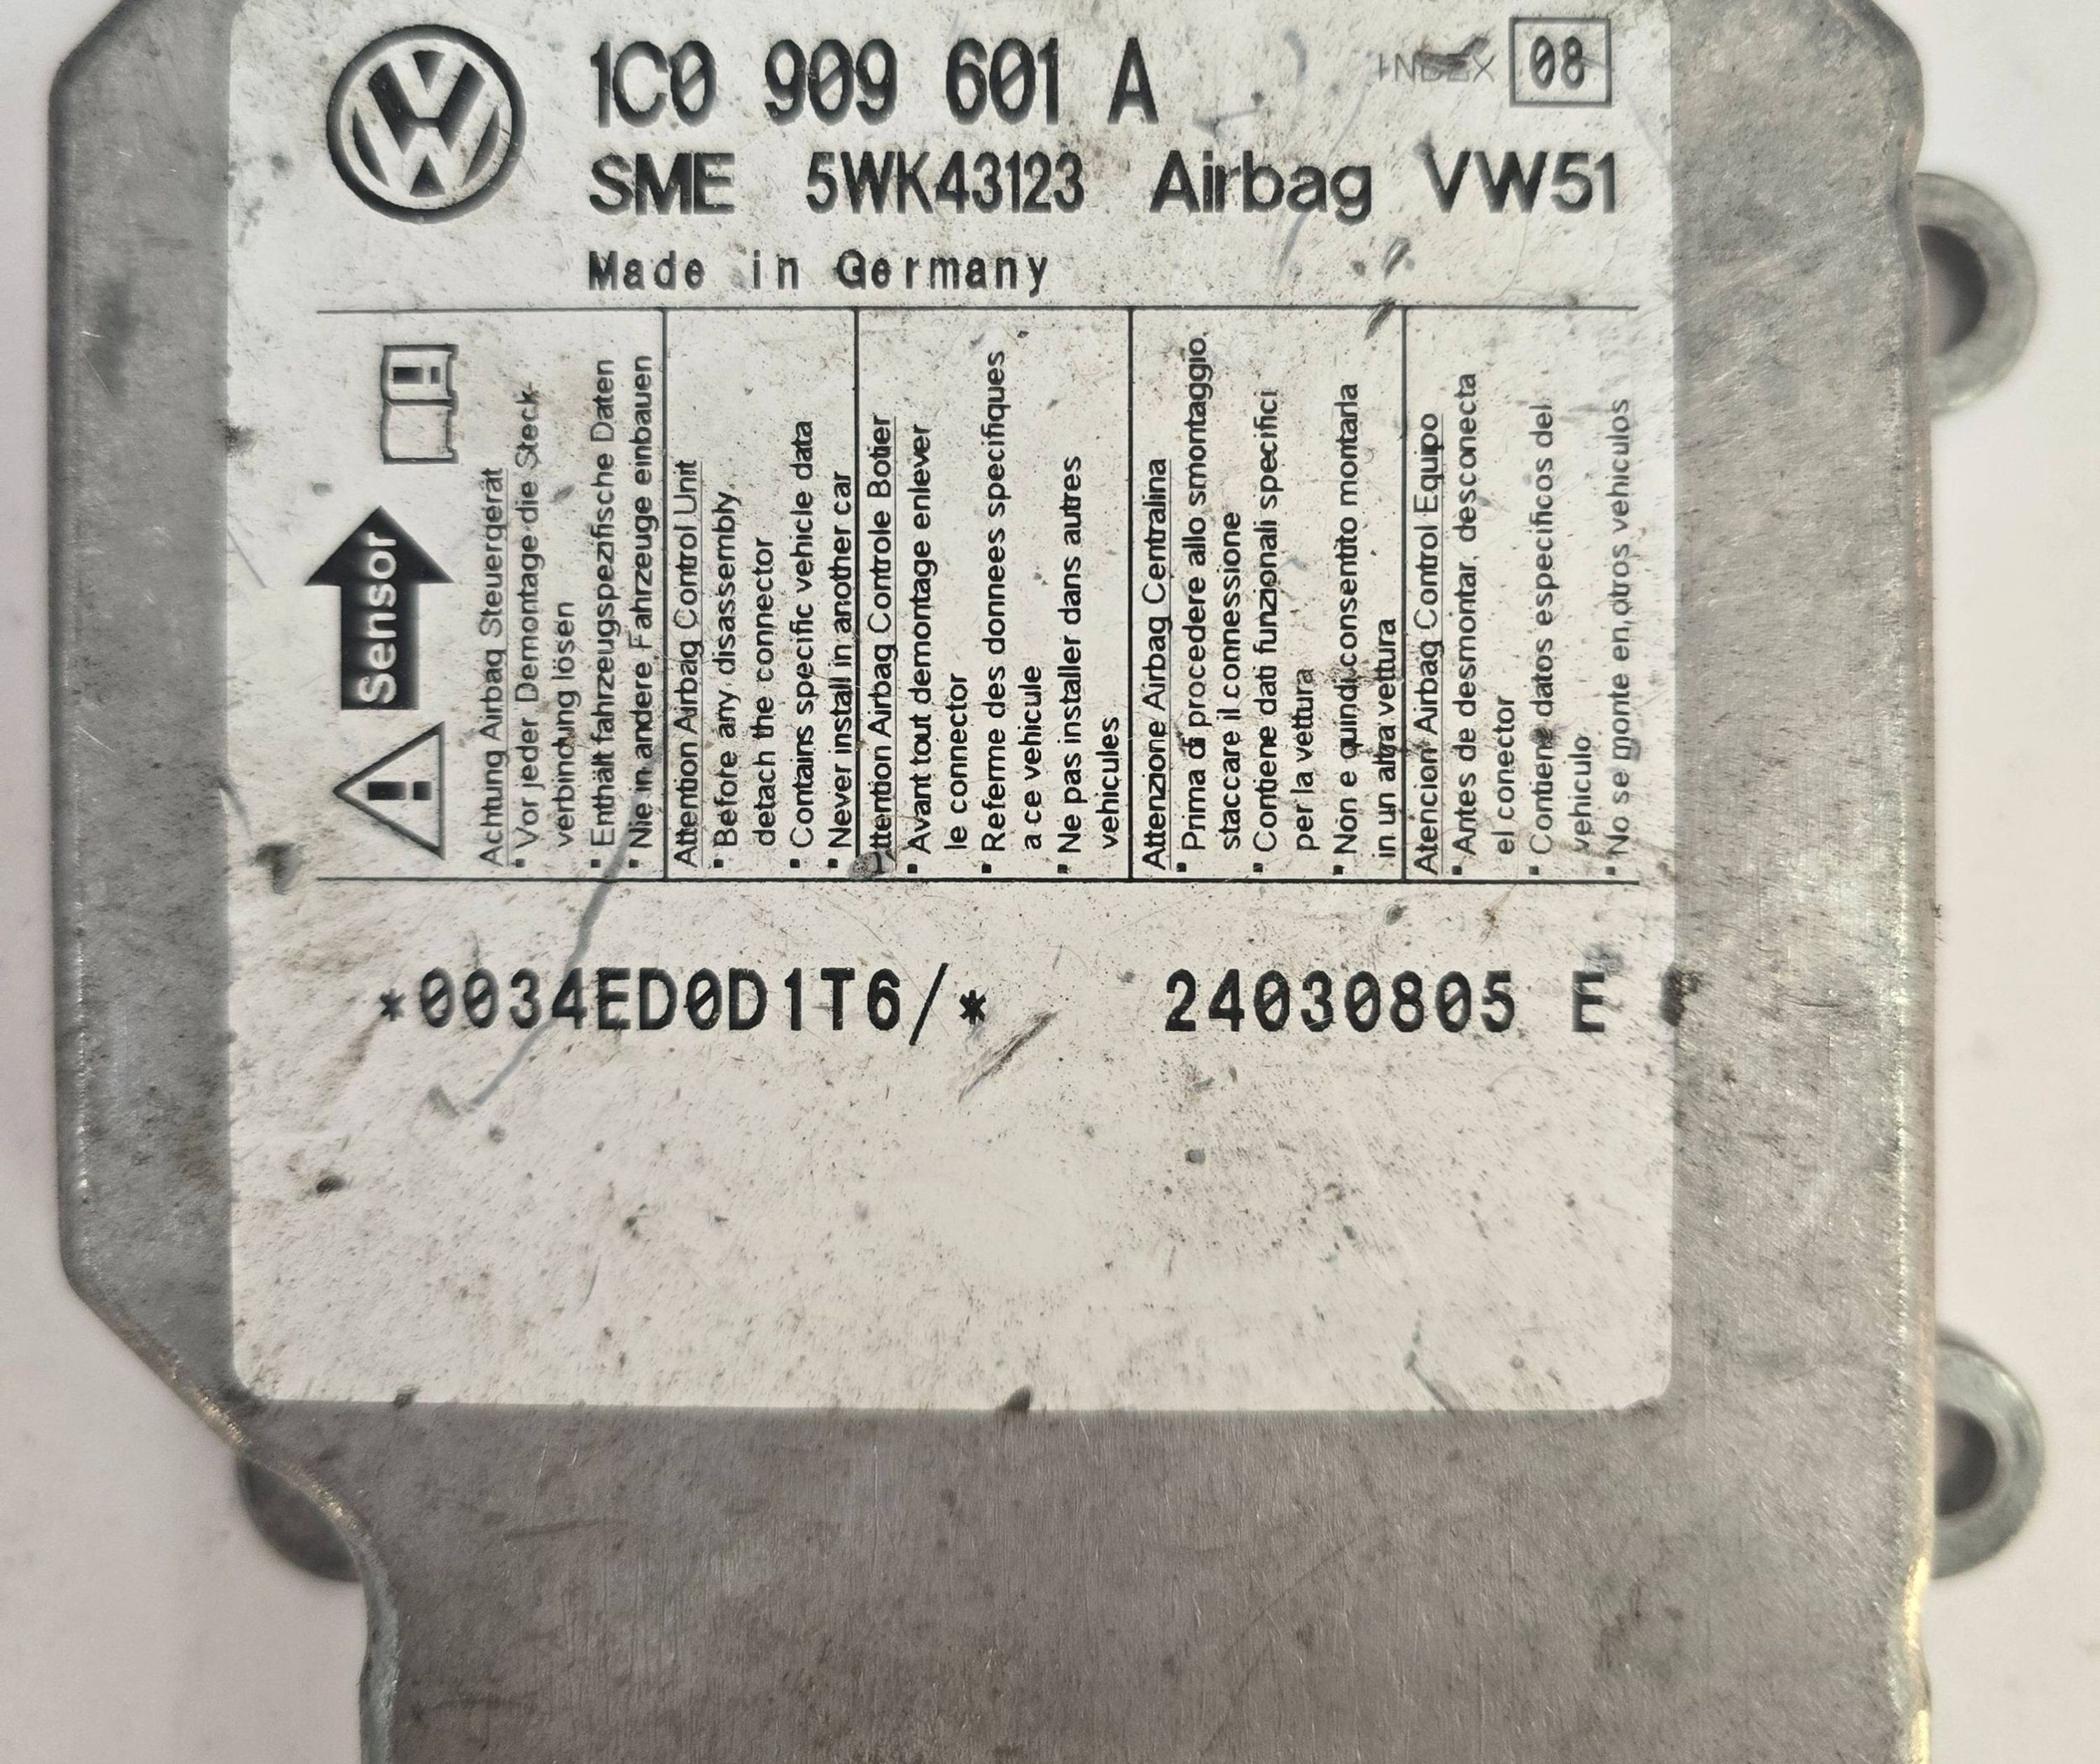 1C0 909 601 A
INDEX 08
SME 5WK43123 Airbag VW51
Made in Germany
Sensor
Achtung Airbag Steuergerät
▪ Vor jeder Demontage die Steck-
verbindung lösen
▪ Enthält fahrzeugspezifische Daten
▪ Nie in andere Fahrzeuge einbauen
Attention Airbag Control Unit
▪ Before any disassembly
detach the connector
▪ Contains specific vehicle data
▪ Never install in another car
Attention Airbag Controle Botier
▪ Avant tout demontage enlever
le connector
▪ Referme des donnees specifiques
a ce vehicule
▪ Ne pas installer dans autres
vehicules
Attenzione Airbag Centralina
▪ Prima di procedere allo smontaggio.
staccare il connessione
▪ Contiene dati funzionali specifici
per la vettura
▪ Non e quindi consentito montarla
in un altra vettura
Atencion Airbag Control Equipo
▪ Antes de desmontar, desconecta
el conector
▪ Contiene datos especificos del
vehiculo
▪ No se monte en otros vehiculos
*0034ED0D1T6/* 24030805 E